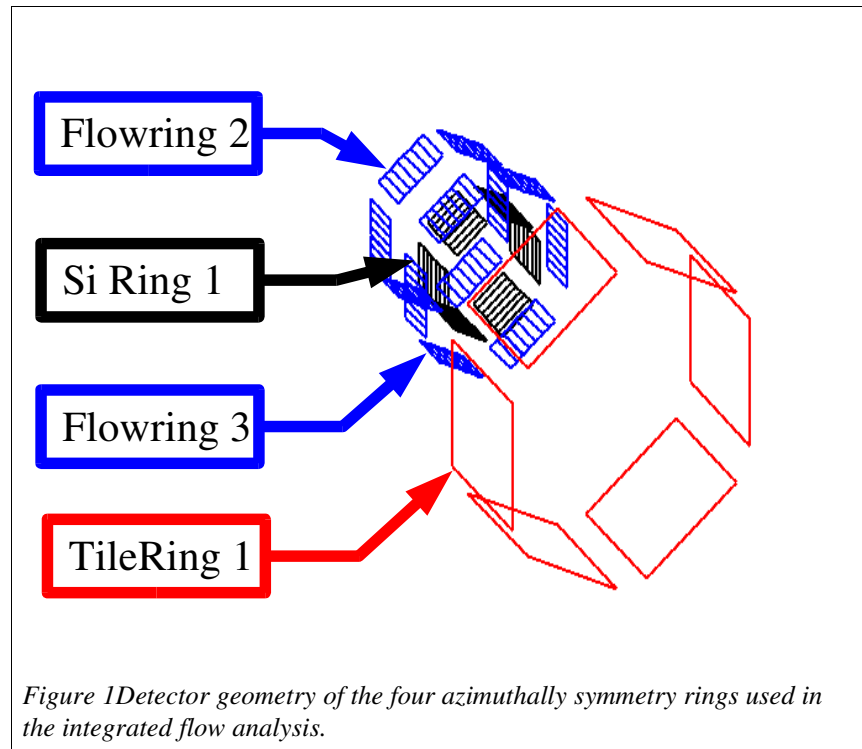 Flowring 2
Si Ring 1
Flowring 3
TileRing 1
Figure 1Detector geometry of the four azimuthally symmetry rings used in
the integrated flow analysis.